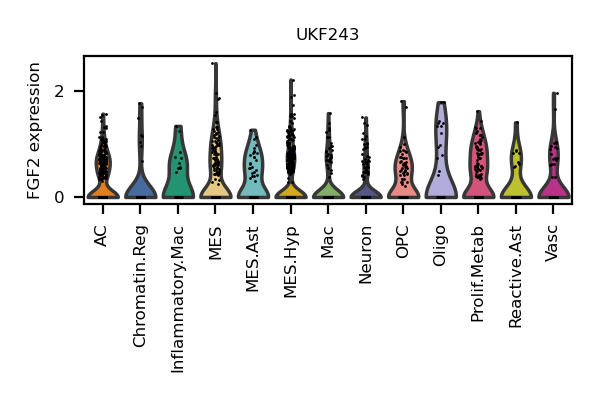 UKF243
FGF2 expression
2
0
AC
Chromatin.Reg
Inflammatory.Mac
MES
MES.Ast
MES.Hyp
Mac
Neuron
OPC
Oligo
Prolif.Metab
Reactive.Ast
Vasc